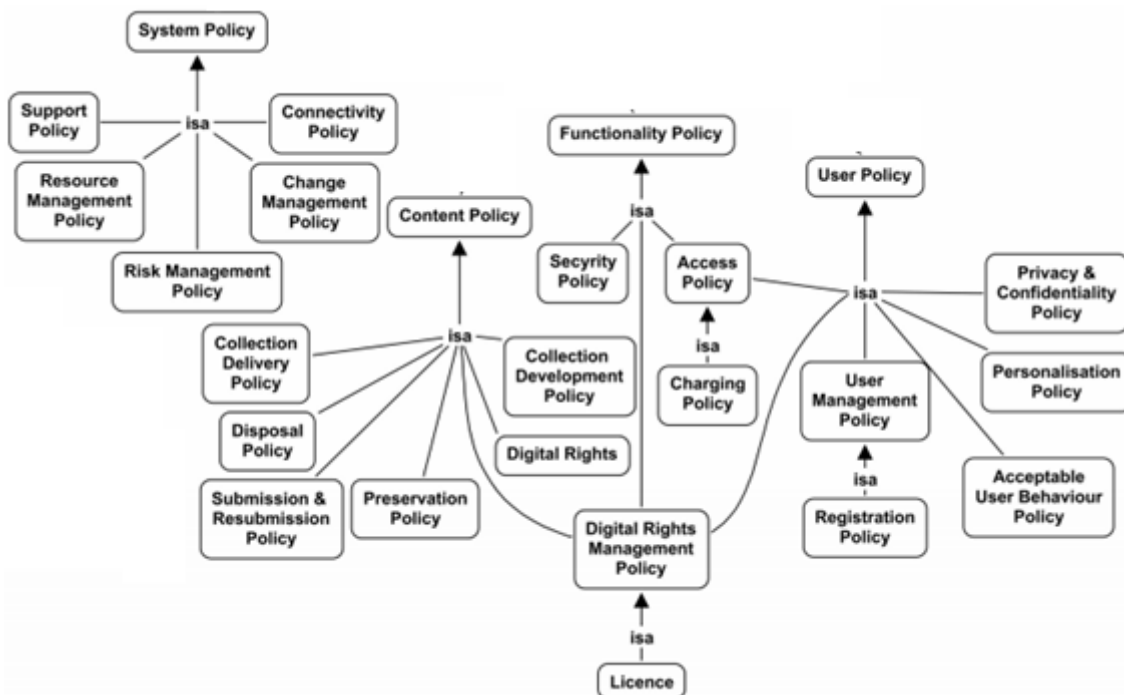 System Policy
Support
Policy
isa
Connectivity
Policy
Resource
Management
Policy
Change
Management
Policy
Risk Management
Policy
Content Policy
isa
Collection
Delivery
Policy
Collection
Development
Policy
Disposal
Policy
Digital Rights
Submission &
Resubmission
Policy
Preservation
Policy
Functionality Policy
isa
Secyrity
Policy
Access
Policy
isa
Charging
Policy
Digital Rights
Management
Policy
isa
Licence
User Policy
isa
Privacy &
Confidentiality
Policy
Personalisation
Policy
User
Management
Policy
isa
Registration
Policy
Acceptable
User Behaviour
Policy